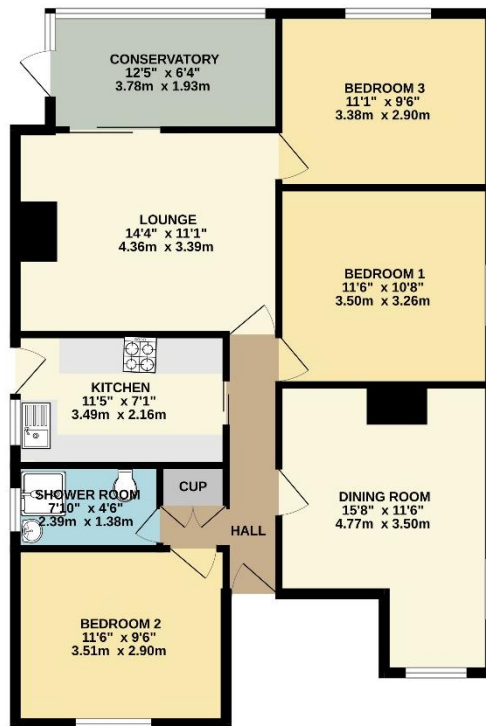 CONSERVATORY
12'5" x 6'4"
3.78m x 1.93m
BEDROOM 3
11'1" x 9'6"
3.38m x 2.90m
LOUNGE
14'4" x 11'1"
4.36m x 3.39m
BEDROOM 1
11'6" x 10'8"
3.50m x 3.26m
KITCHEN
11'5" x 7'1"
3.49m x 2.16m
SHOWER ROOM
7'10" x 4'6"
2.39m x 1.38m
CUP
HALL
DINING ROOM
15'8" x 11'6"
4.77m x 3.50m
BEDROOM 2
11'6" x 9'6"
3.51m x 2.90m